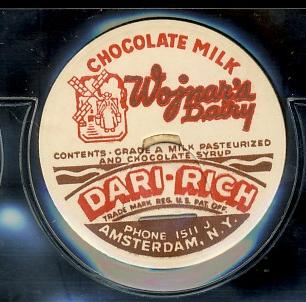 CHOCOLATE MILK
Wojnar's
Dairy
CONTENTS - GRADE A MILK PASTEURIZED
AND CHOCOLATE SYRUP
DARI-RICH
TRADE MARK REG. U.S. PAT. OFF.
PHONE 1511 J
AMSTERDAM, N.Y.